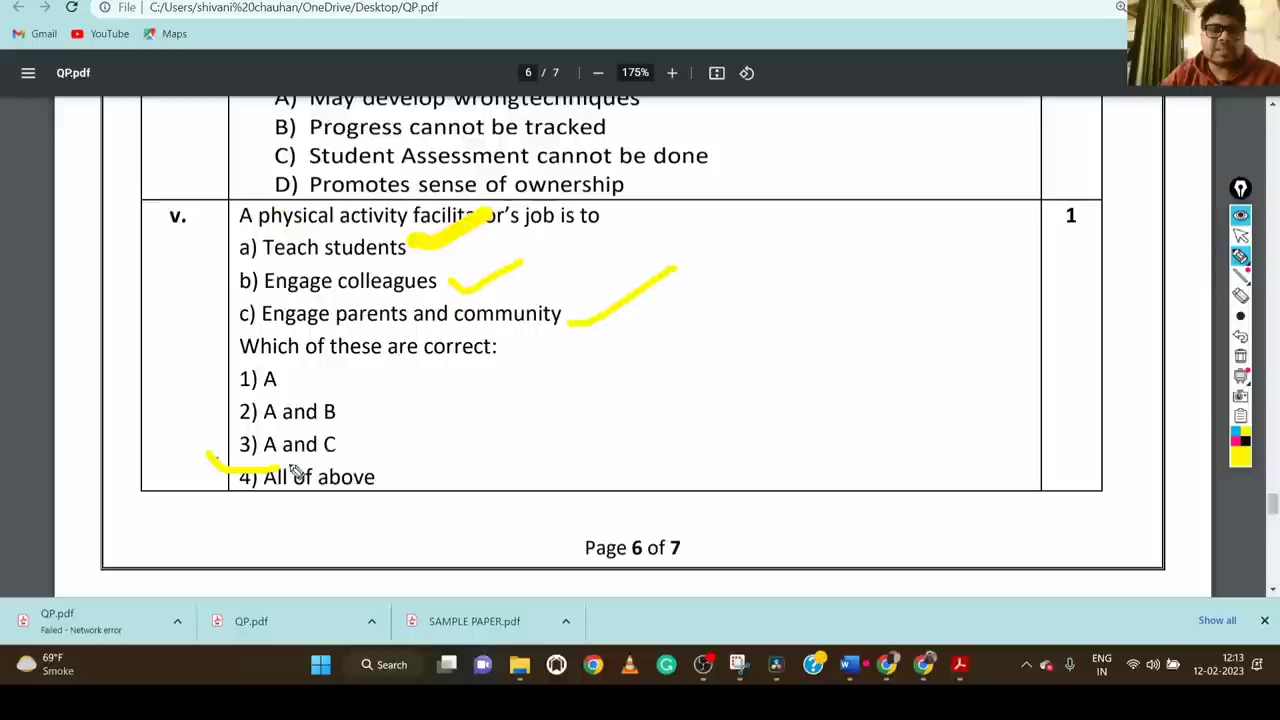 File
C:/Users/shivani%20chauhan/OneDrive/Desktop/QP.pdf
Gmail
YouTube
Maps
QP.pdf
6 / 7
175%
A) May develop wrongtechniques
B) Progress cannot be tracked
C) Student Assessment cannot be done
D) Promotes sense of ownership
v.
A physical activity facilitator's job is to
1
a) Teach students
b) Engage colleagues
c) Engage parents and community
Which of these are correct:
1) A
2) A and B
3) A and C
4) All of above
Page 6 of 7
QP.pdf
Failed - Network error
QP.pdf
SAMPLE PAPER.pdf
Show all
69°F
Smoke
Search
ENG
IN
12:13
12-02-2023